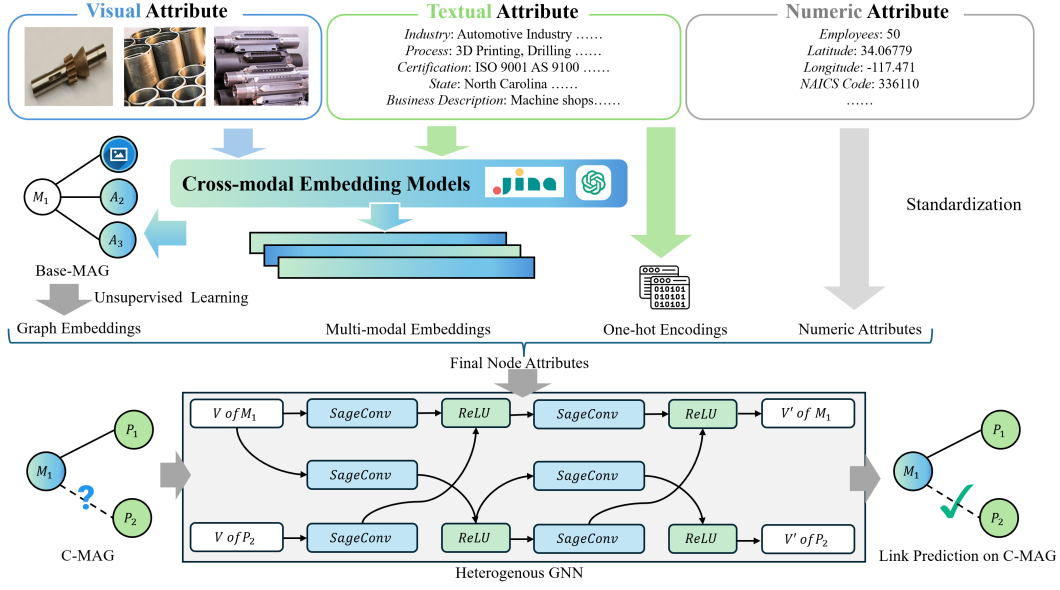 Visual Attribute
Textual Attribute
Numeric Attribute
Industry: Automotive Industry ……
Process: 3D Printing, Drilling ……
Certification: ISO 9001 AS 9100 ……
State: North Carolina ……
Business Description: Machine shops……
Employees: 50
Latitude: 34.06779
Longitude: -117.471
NAICS Code: 336110
……
M1
A2
A3
Base-MAG
Cross-modal Embedding Models
Jina
Standardization
010101
010101
010101
Unsupervised Learning
Graph Embeddings
Multi-modal Embeddings
One-hot Encodings
Numeric Attributes
Final Node Attributes
P1
M1
?
P2
C-MAG
V of M1
SageConv
ReLU
SageConv
ReLU
V′ of M1
SageConv
SageConv
V of P2
SageConv
ReLU
SageConv
ReLU
V′ of P2
Heterogenous GNN
P1
M1
P2
Link Prediction on C-MAG